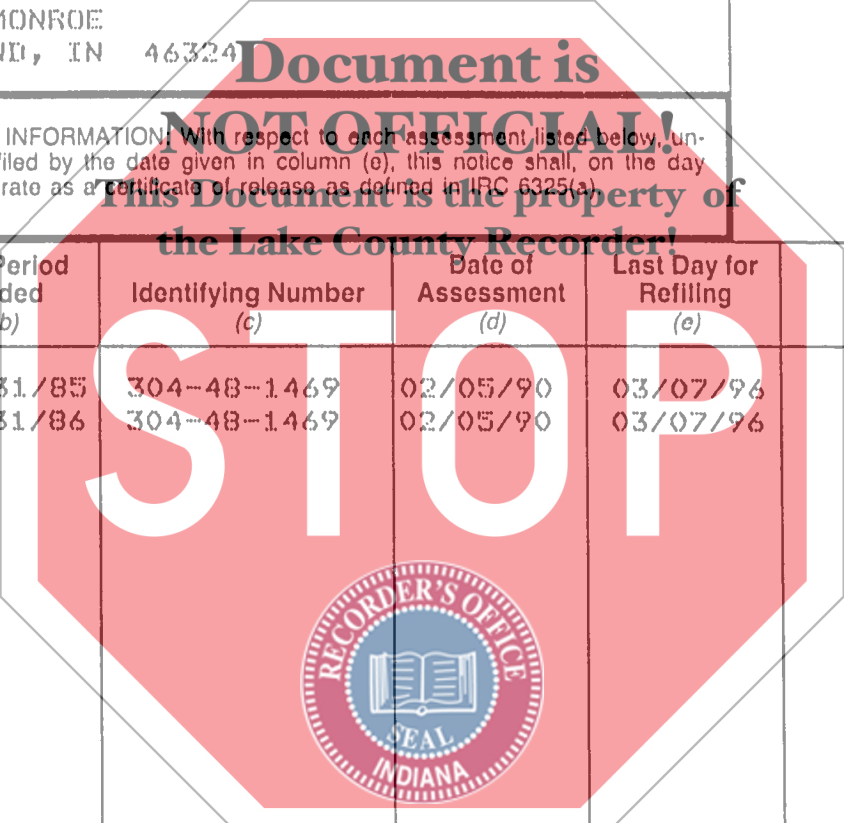 MONROE
ND, IN 46324
Document is
NOT OFFICIAL!
INFORMATION: With respect to each assessment listed below, un-
filed by the date given in column (e), this notice shall, on the day
rate as a certificate of release as defined in IRC 6325(a).
This Document is the property of
the Lake County Recorder!
Period
ded
b)
Identifying Number
(c)
Date of
Assessment
(d)
Last Day for
Refiling
(e)
31/85 304-48-1469 02/05/90 03/07/96
31/86 304-48-1469 02/05/90 03/07/96
STOP
RECORDER'S OFFICE
SEAL
INDIANA